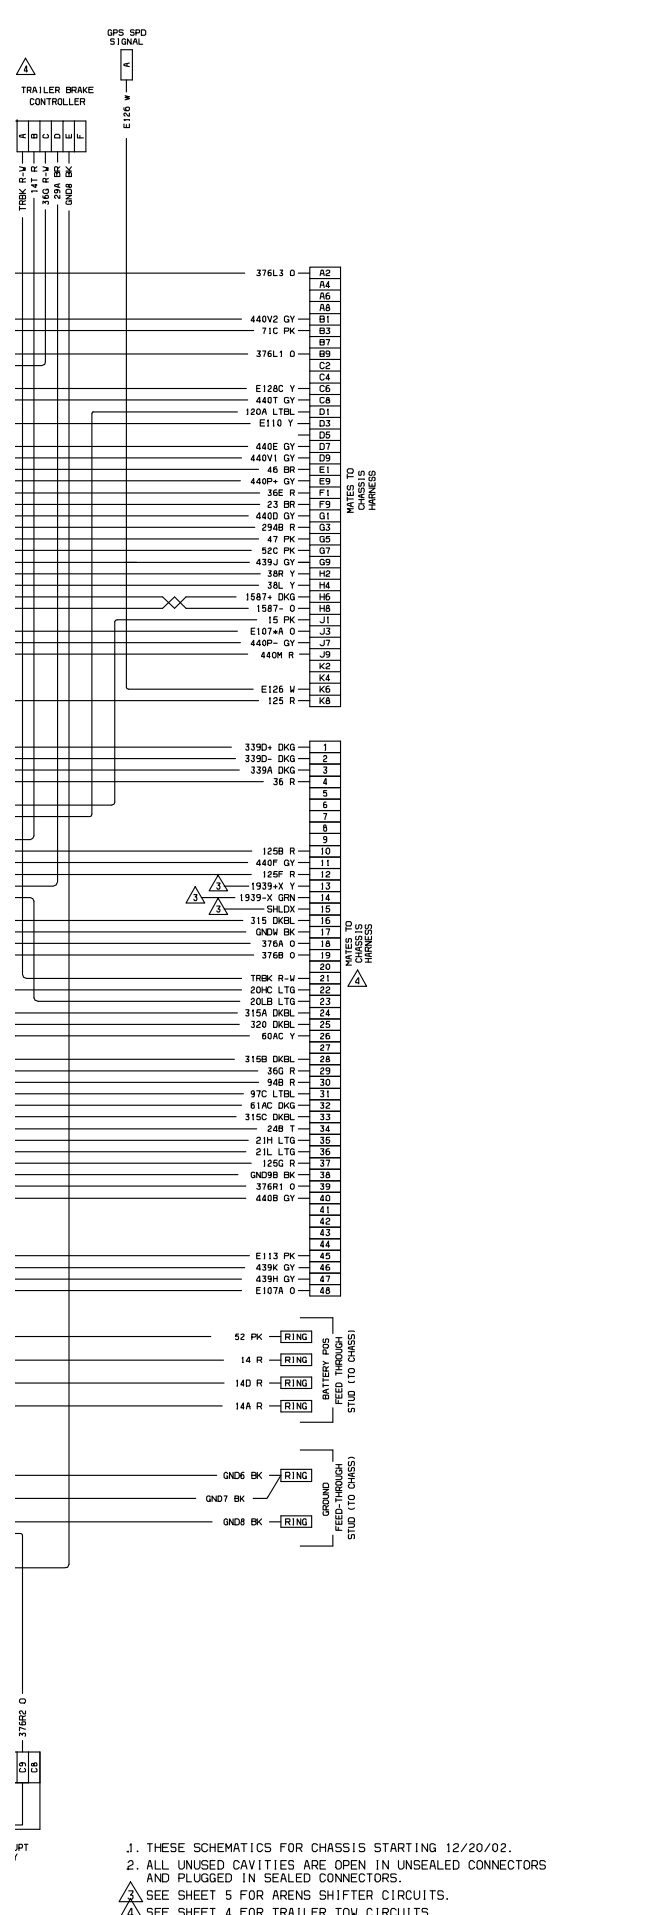 GPS SPD
SIGNAL
A
E126 W
4
TRAILER BRAKE
CONTROLLER
A B C D E F
TRBK R-W
14T R
36G R-W
29A BR
GND8 BK
376L3 O A2
A4
A6
A8
440V2 GY B1
71C PK B3
B7
376L1 O B9
C2
C4
E128C Y C6
440T GY C8
120A LTBL D1
E110 Y D3
D5
440E GY D7
440V1 GY D9
46 BR E1
440P+ GY E9
36E R F1
23 BR F9
440D GY G1
294B R G3
47 PK G5
52C PK G7
439J GY G9
38R Y H2
38L Y H4
1587+ DKG H6
1587- O H8
15 PK J1
E107*A O J3
440P- GY J7
440M R J9
K2
K4
E126 W K6
125 R K8
MATES TO
CHASSIS
HARNESS
339D+ DKG 1
339D- DKG 2
339A DKG 3
36 R 4
5
6
7
8
9
125B R 10
440F GY 11
125F R 12
3 1939+X Y 13
3 1939-X GRN 14
3 SHLDX 15
315 DKBL 16
GNDW BK 17
376A O 18
376B O 19
20
TRBK R-W 21
20HC LTG 22
20LB LTG 23
315A DKBL 24
320 DKBL 25
60AC Y 26
27
315B DKBL 28
36G R 29
94B R 30
97C LTBL 31
61AC DKG 32
315C DKBL 33
24B T 34
21H LTG 35
21L LTG 36
125G R 37
GND9B BK 38
376R1 O 39
440B GY 40
41
42
43
44
E113 PK 45
439K GY 46
439H GY 47
E107A O 48
MATES TO
CHASSIS
HARNESS
4
52 PK RING
14 R RING
14D R RING
14A R RING
BATTERY POS
FEED THROUGH
STUD (TO CHASS)
GND6 BK RING
GND7 BK
GND8 BK RING
GROUND
FEED-THROUGH
STUD (TO CHASS)
376R2 O
C9 C8
UPT
1. THESE SCHEMATICS FOR CHASSIS STARTING 12/20/02.
2. ALL UNUSED CAVITIES ARE OPEN IN UNSEALED CONNECTORS
AND PLUGGED IN SEALED CONNECTORS.
3 SEE SHEET 5 FOR ARENS SHIFTER CIRCUITS.
4 SEE SHEET 4 FOR TRAILER TOW CIRCUITS